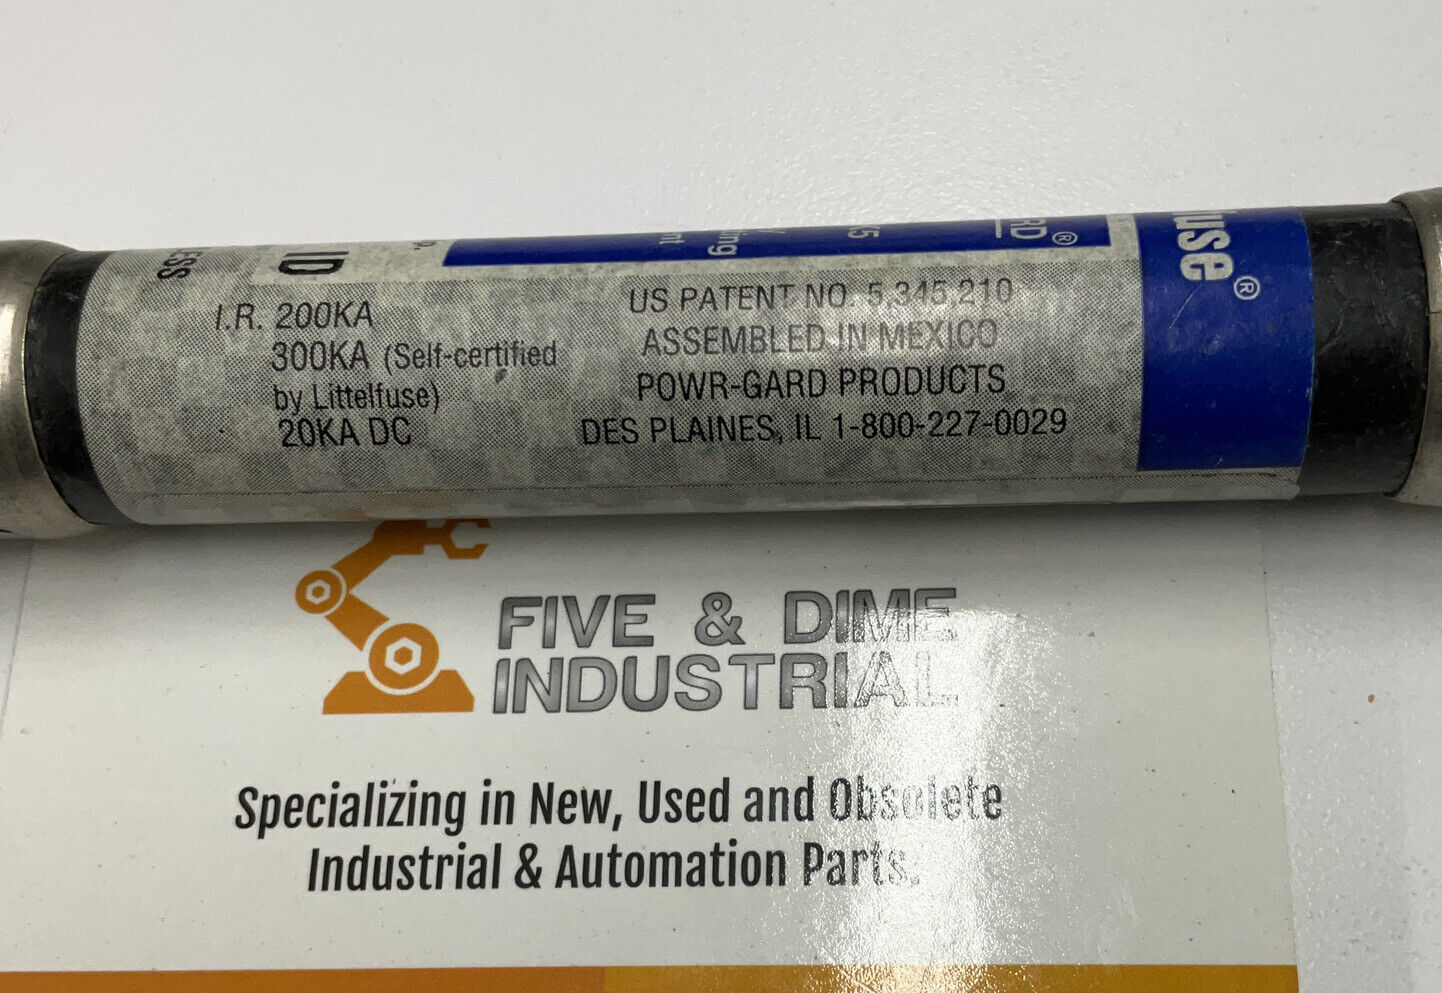 ID
I.R. 200KA
300KA (Self-certified
by Littelfuse)
20KA DC
US PATENT NO. 5,345,210
ASSEMBLED IN MEXICO
POWR-GARD PRODUCTS
DES PLAINES, IL 1-800-227-0029
fuse®
FIVE & DIME
INDUSTRIAL
Specializing in New, Used and Obsolete
Industrial & Automation Parts.